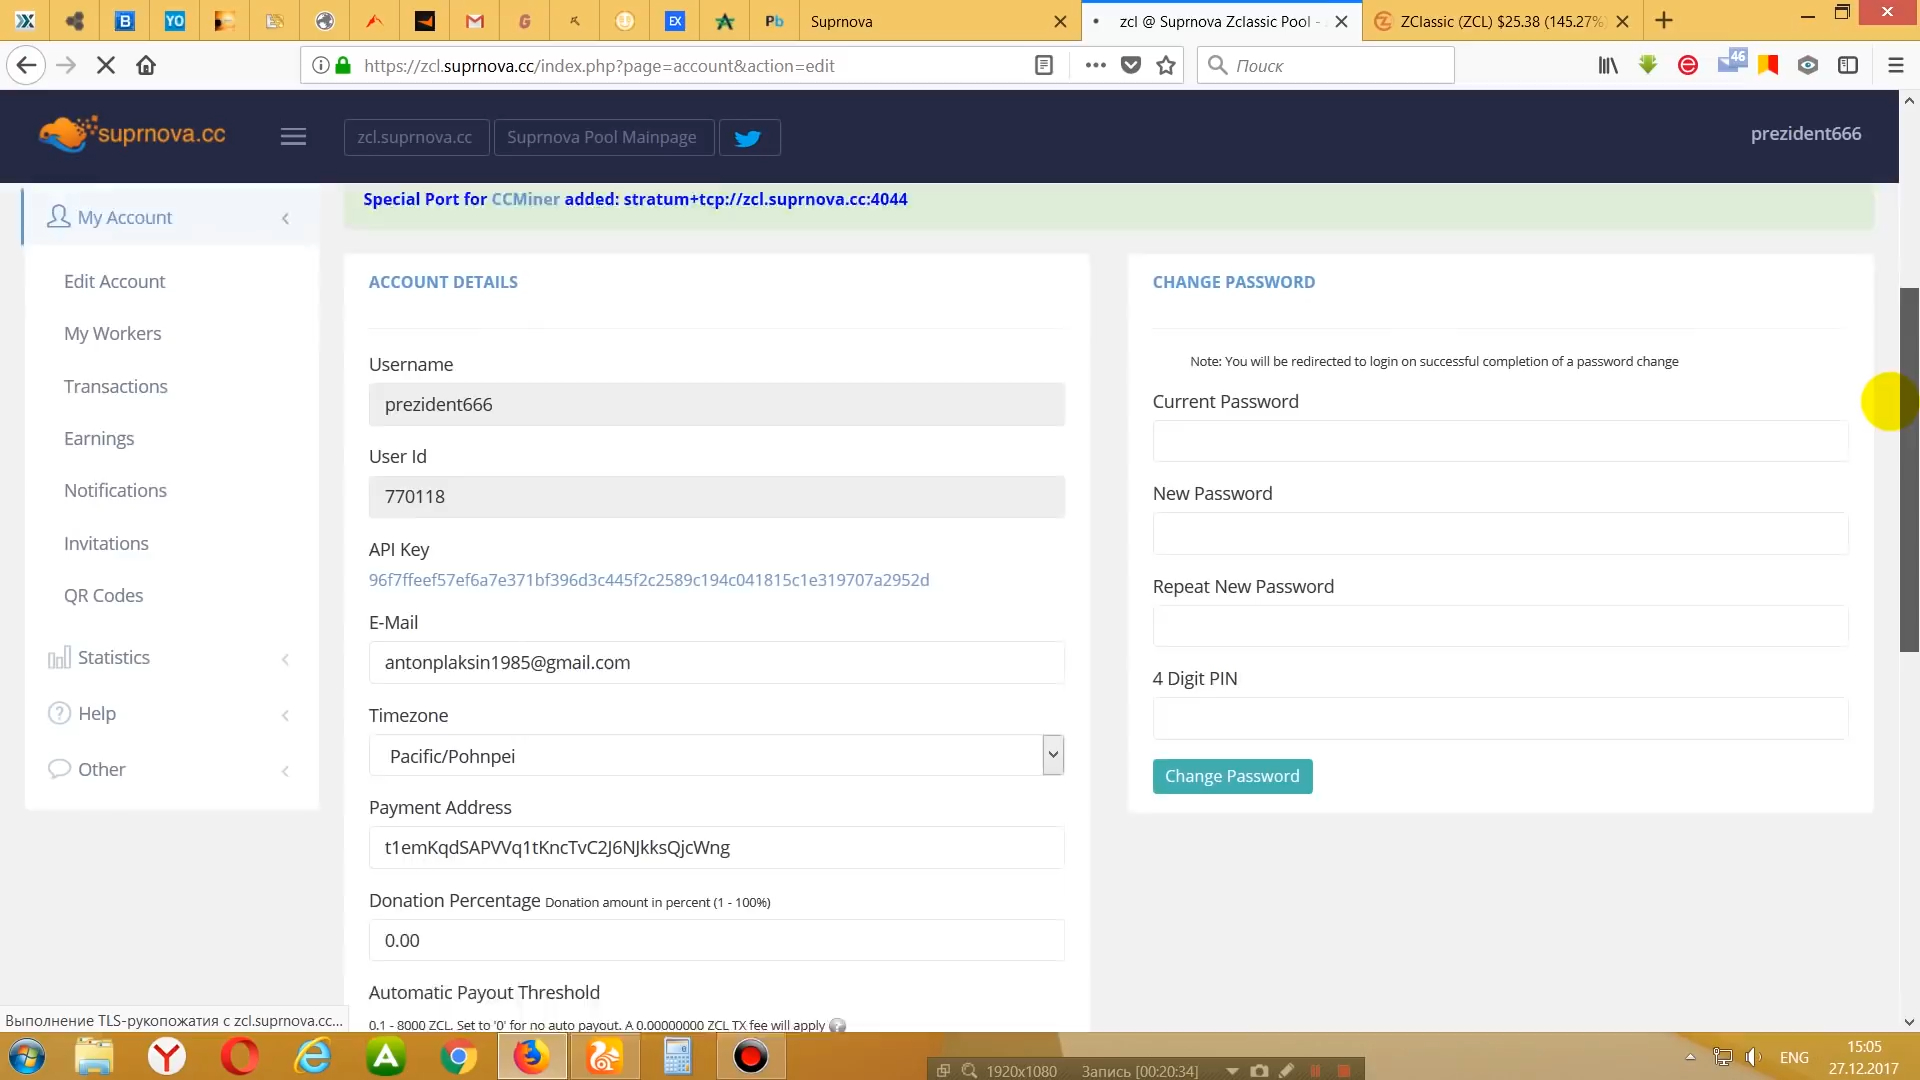 Suprnova
zcl @ Suprnova Zclassic Pool -
ZClassic (ZCL) $25.38 (145.27%)
https://zcl.suprnova.cc/index.php?page=account&action=edit
Поиск
46
suprnova.cc
zcl.suprnova.cc
Suprnova Pool Mainpage
prezident666
Special Port for CCMiner added: stratum+tcp://zcl.suprnova.cc:4044
My Account
Edit Account
My Workers
Transactions
Earnings
Notifications
Invitations
QR Codes
Statistics
Help
Other
ACCOUNT DETAILS
Username
prezident666
User Id
770118
API Key
96f7ffeef57ef6a7e371bf396d3c445f2c2589c194c041815c1e319707a2952d
E-Mail
antonplaksin1985@gmail.com
Timezone
Pacific/Pohnpei
Payment Address
t1emKqdSAPVVq1tKncTvC2J6NJkksQjcWng
Donation Percentage Donation amount in percent (1 - 100%)
0.00
Automatic Payout Threshold
0.1 - 8000 ZCL. Set to '0' for no auto payout. A 0.00000000 ZCL TX fee will apply
CHANGE PASSWORD
Note: You will be redirected to login on successful completion of a password change
Current Password
New Password
Repeat New Password
4 Digit PIN
Change Password
Выполнение TLS-рукопожатия с zcl.suprnova.cc...
1920x1080
Запись [00:20:34]
ENG
15:05
27.12.2017